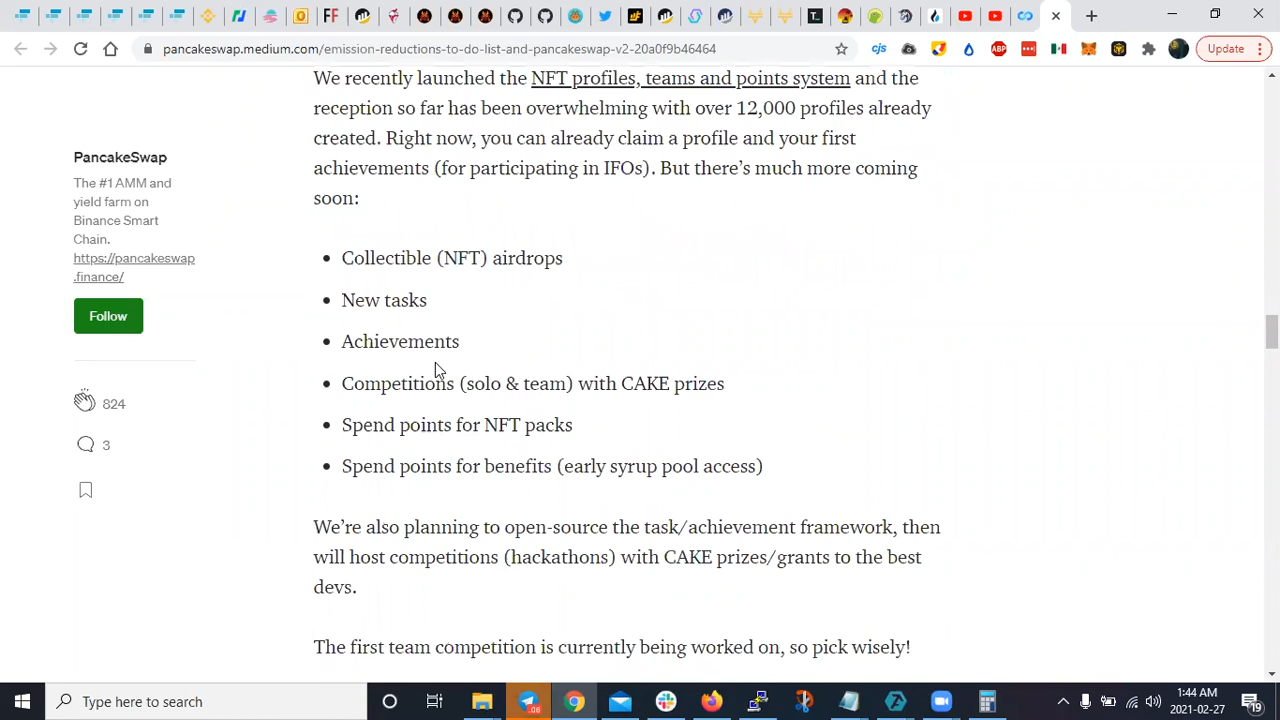 pancakeswap.medium.com/emission-reductions-to-do-list-and-pancakeswap-v2-20a0f9b46464
cjs
ABP
Update
We recently launched the NFT profiles, teams and points system and the
reception so far has been overwhelming with over 12,000 profiles already
created. Right now, you can already claim a profile and your first
achievements (for participating in IFOs). But there’s much more coming
soon:
PancakeSwap
The #1 AMM and
yield farm on
Binance Smart
Chain.
https://pancakeswap
.finance/
Follow
824
3
• Collectible (NFT) airdrops
• New tasks
• Achievements
• Competitions (solo & team) with CAKE prizes
• Spend points for NFT packs
• Spend points for benefits (early syrup pool access)
We’re also planning to open-source the task/achievement framework, then
will host competitions (hackathons) with CAKE prizes/grants to the best
devs.
The first team competition is currently being worked on, so pick wisely!
Type here to search
1:44 AM
2021-02-27
19